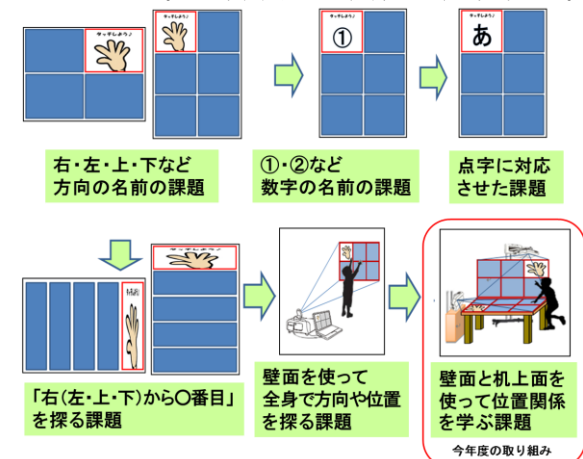 タッチしよう♪
タッチしよう♪
タッチしよう♪
①
タッチしよう♪
あ
右・左・上・下など
方向の名前の課題
①・②など
数字の名前の課題
点字に対応
させた課題
「右(左・上・下)から〇番目」
を探る課題
壁面を使って
全身で方向や位置
を探る課題
壁面と机上面を
使って位置関係
を学ぶ課題
今年度の取り組み